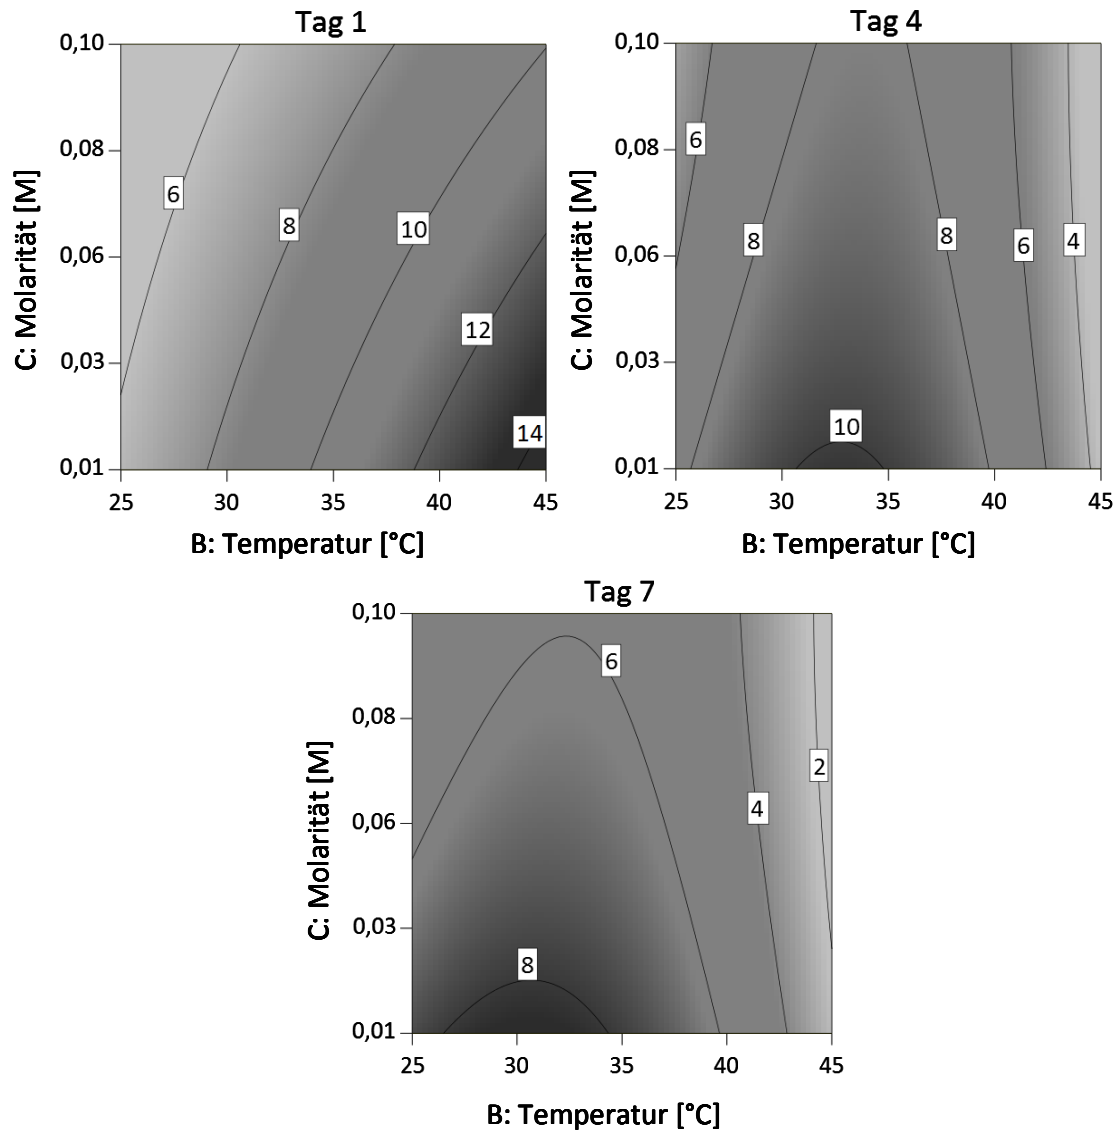 Tag 1
0,10
0,08
0,06
0,03
0,01
C: Molarität [M]
6
8
10
12
14
25 30 35 40 45
B: Temperatur [°C]
Tag 4
0,10
0,08
0,06
0,03
0,01
C: Molarität [M]
6
8
8
6
4
10
25 30 35 40 45
B: Temperatur [°C]
Tag 7
0,10
0,08
0,06
0,03
0,01
C: Molarität [M]
6
2
4
8
25 30 35 40 45
B: Temperatur [°C]